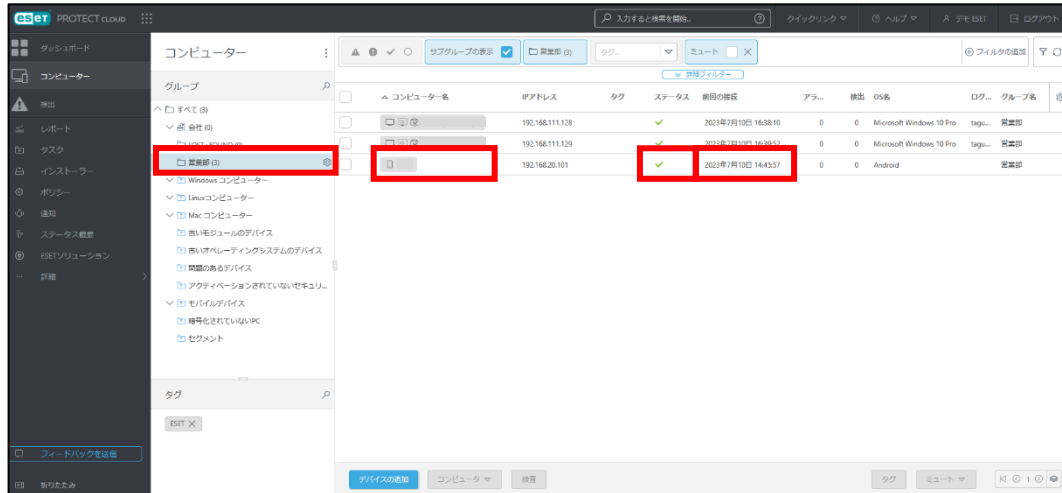 eset PROTECT CLOUD
入力すると検索を開始...
クイックリンク
ヘルプ
デモ ESET
ログアウト
ダッシュボード
コンピューター
検出
レポート
タスク
インストーラー
ポリシー
通知
ステータス概要
ESETソリューション
詳細
フィードバックを送信
折りたたみ
コンピューター
グループ
すべて (3)
会社 (0)
LOST+FOUND (0)
営業部 (3)
Windows コンピューター
Linuxコンピューター
Mac コンピューター
古いモジュールのデバイス
古いオペレーティングシステムのデバイス
問題のあるデバイス
アクティベーションされていないセキュリ...
モバイルデバイス
暗号化されていないPC
セグメント
タグ
ESET
サブグループの表示
営業部 (3)
タグ...
ミュート
フィルタの追加
詳細フィルター
コンピューター名 IPアドレス タグ ステータス 前回の接続 アラ... 検出 OS名 ログ... グループ名
192.168.111.128 2023年7月10日 16:38:10 0 0 Microsoft Windows 10 Pro tagu... 営業部
192.168.111.129 2023年7月10日 16:39:52 0 0 Microsoft Windows 10 Pro tagu... 営業部
192.168.20.101 2023年7月10日 14:45:57 0 0 Android 営業部
デバイスの追加
コンピュータ
検査
タグ
ミュート
1